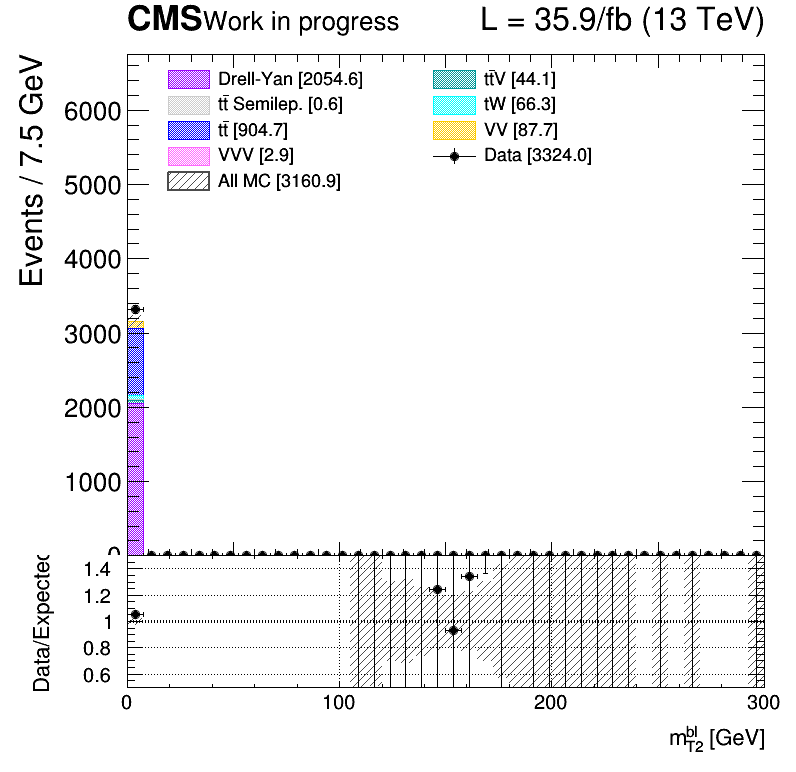 CMS Work in progress L = 35.9/fb (13 TeV)
Events / 7.5 GeV
Drell-Yan [2054.6]
tt̄ Semilep. [0.6]
tt̄ [904.7]
VVV [2.9]
All MC [3160.9]
tt̄V [44.1]
tW [66.3]
VV [87.7]
Data [3324.0]
6000
5000
4000
3000
2000
1000
0
Data/Expected
1.4
1.2
1
0.8
0.6
0 100 200 300
m_{T2}^{bl} [GeV]